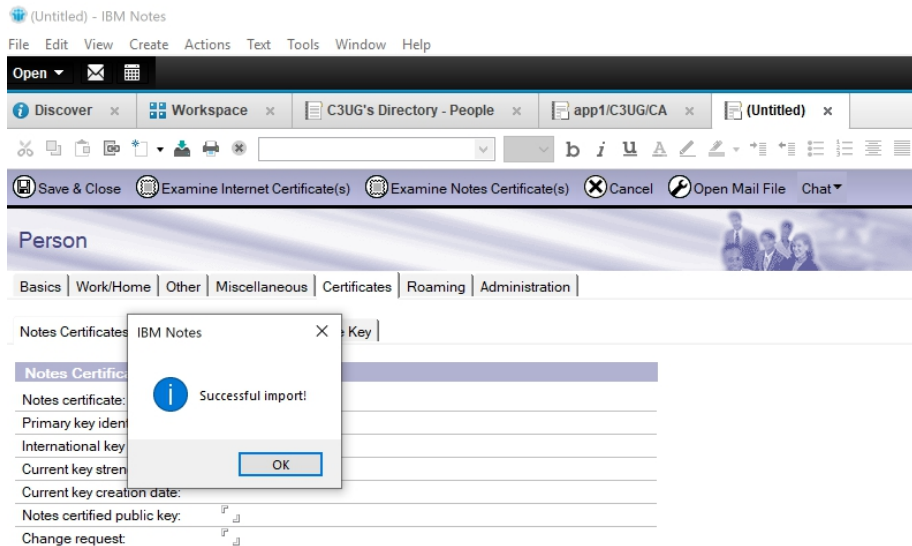 (Untitled) - IBM Notes
File Edit View Create Actions Text Tools Window Help
Open
Discover x Workspace x C3UG's Directory - People x app1/C3UG/CA x (Untitled) x
b i u A
Save & Close Examine Internet Certificate(s) Examine Notes Certificate(s) Cancel Open Mail File Chat
Person
Basics Work/Home Other Miscellaneous Certificates Roaming Administration
Notes Certificates IBM Notes Key
Notes Certific
Notes certificate: Successful import!
Primary key ident
International key
Current key stren OK
Current key creation date:
Notes certified public key:
Change request: